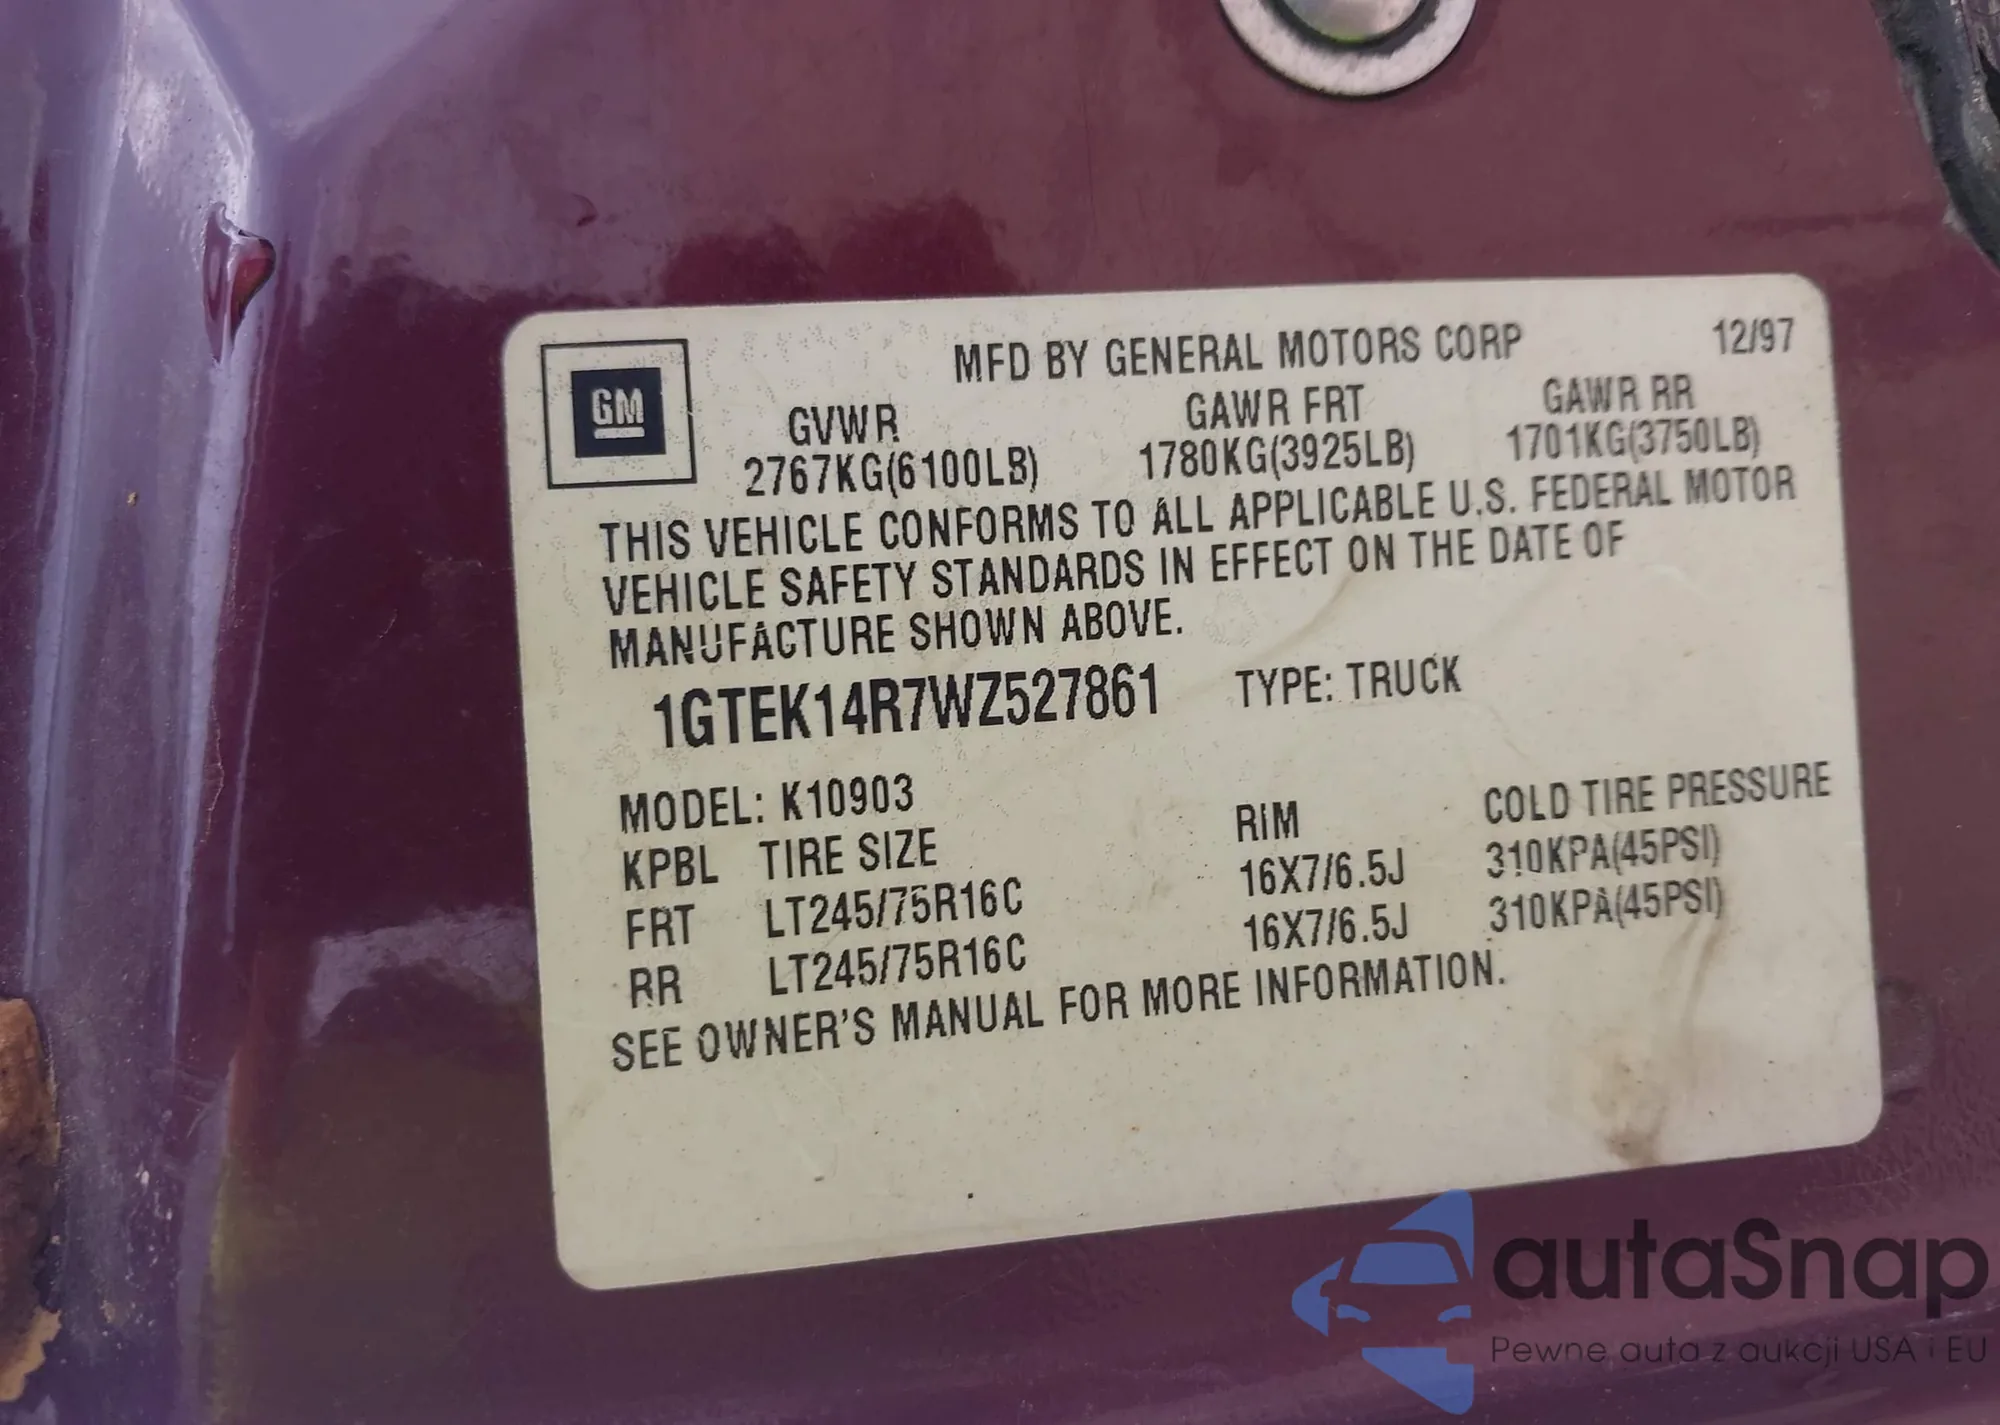 GM
MFD BY GENERAL MOTORS CORP 12/97
GVWR GAWR FRT GAWR RR
2767KG(6100LB) 1780KG(3925LB) 1701KG(3750LB)
THIS VEHICLE CONFORMS TO ALL APPLICABLE U.S. FEDERAL MOTOR
VEHICLE SAFETY STANDARDS IN EFFECT ON THE DATE OF
MANUFACTURE SHOWN ABOVE.
1GTEK14R7WZ527861 TYPE: TRUCK
MODEL: K10903
KPBL TIRE SIZE RIM COLD TIRE PRESSURE
FRT LT245/75R16C 16X7/6.5J 310KPA(45PSI)
RR LT245/75R16C 16X7/6.5J 310KPA(45PSI)
SEE OWNER'S MANUAL FOR MORE INFORMATION.
autaSnap
Pewne auta z aukcji USA i EU